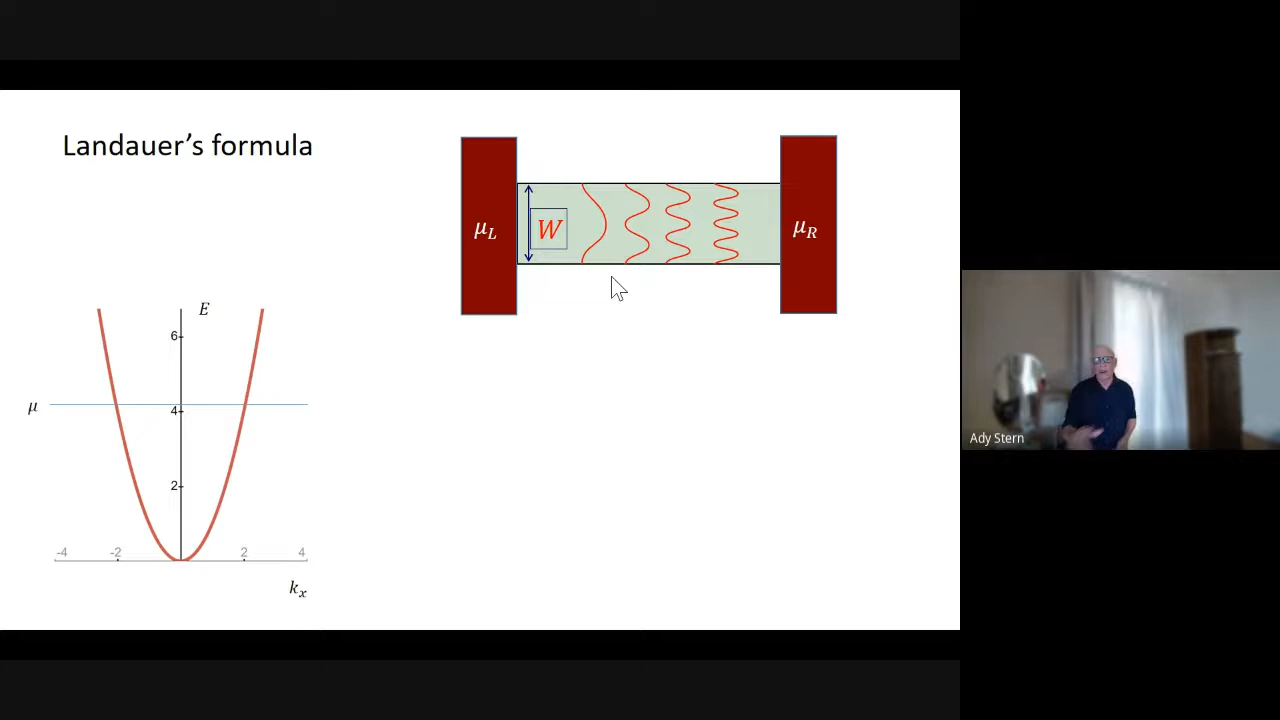 Landauer’s formula
μ_L
W
μ_R
E
6
μ
4
2
-4 -2 2 4
k_x
Ady Stern